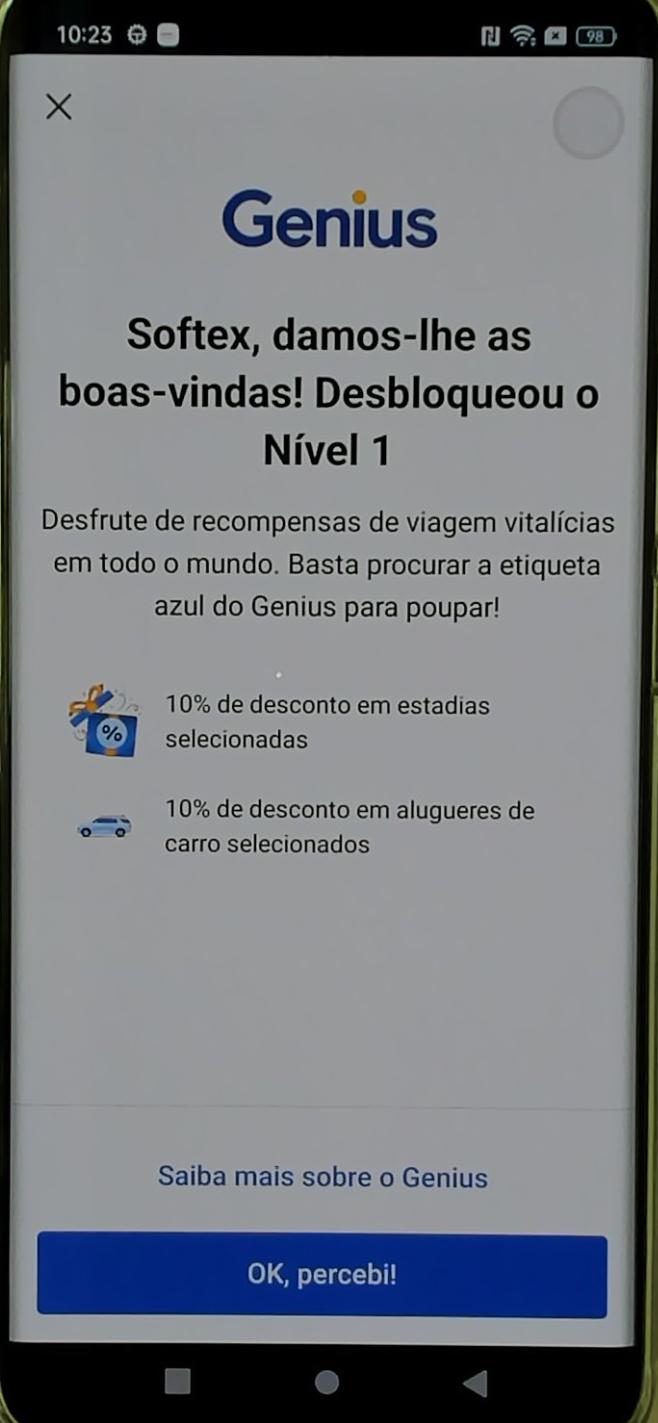 10:23
98
Genius
Softex, damos-lhe as
boas-vindas! Desbloqueou o
Nível 1
Desfrute de recompensas de viagem vitalícias
em todo o mundo. Basta procurar a etiqueta
azul do Genius para poupar!
%
10% de desconto em estadias
selecionadas
10% de desconto em alugueres de
carro selecionados
Saiba mais sobre o Genius
OK, percebi!